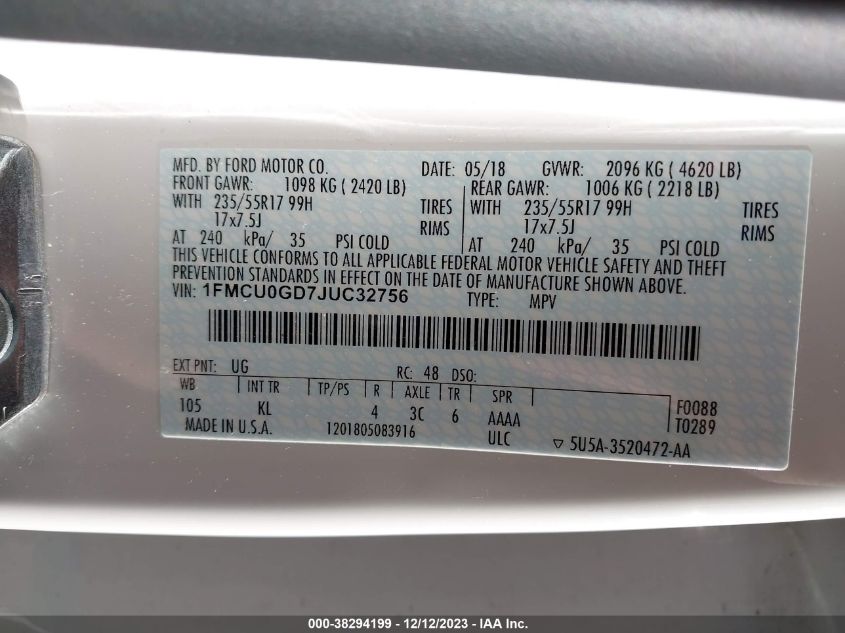 MFD. BY FORD MOTOR CO. DATE: 05/18 GVWR: 2096 KG ( 4620 LB)
FRONT GAWR: 1098 KG ( 2420 LB) REAR GAWR: 1006 KG ( 2218 LB)
WITH 235/55R17 99H TIRES WITH 235/55R17 99H TIRES
17x7.5J RIMS 17x7.5J RIMS
AT 240 kPa/ 35 PSI COLD AT 240 kPa/ 35 PSI COLD
THIS VEHICLE CONFORMS TO ALL APPLICABLE FEDERAL MOTOR VEHICLE SAFETY AND THEFT
PREVENTION STANDARDS IN EFFECT ON THE DATE OF MANUFACTURE SHOWN ABOVE.
VIN: 1FMCU0GD7JUC32756 TYPE: MPV
EXT PNT: UG RC: 48 DSO:
WB INT TR TP/PS R AXLE TR SPR
105 KL 4 3C 6 AAAA F0088
MADE IN U.S.A. 1201805083916 ULC T0289
▽ 5U5A-3520472-AA
000-38294199 - 12/12/2023 - IAAI.com